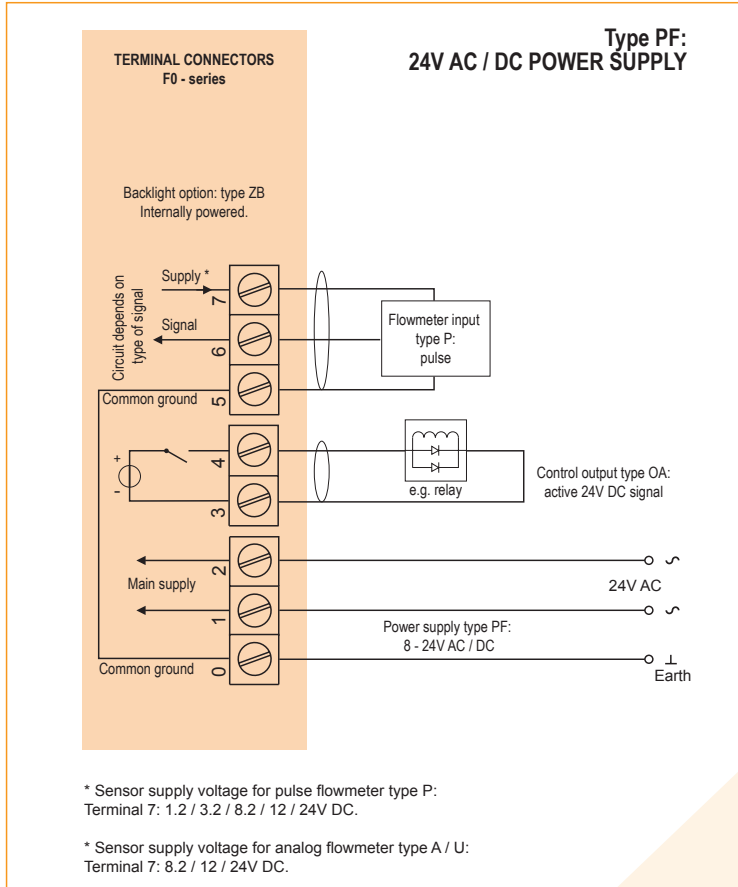 Type PF:
24V AC / DC POWER SUPPLY
TERMINAL CONNECTORS
F0 - series
Backlight option: type ZB
Internally powered.
Circuit depends on
type of signal
Supply *
7
Signal
6
Common ground
5
Flowmeter input
type P:
pulse
+
-
4
3
e.g. relay
Control output type OA:
active 24V DC signal
2
Main supply
1
24V AC
Power supply type PF:
8 - 24V AC / DC
Common ground
0
Earth
* Sensor supply voltage for pulse flowmeter type P:
Terminal 7: 1.2 / 3.2 / 8.2 / 12 / 24V DC.
* Sensor supply voltage for analog flowmeter type A / U:
Terminal 7: 8.2 / 12 / 24V DC.